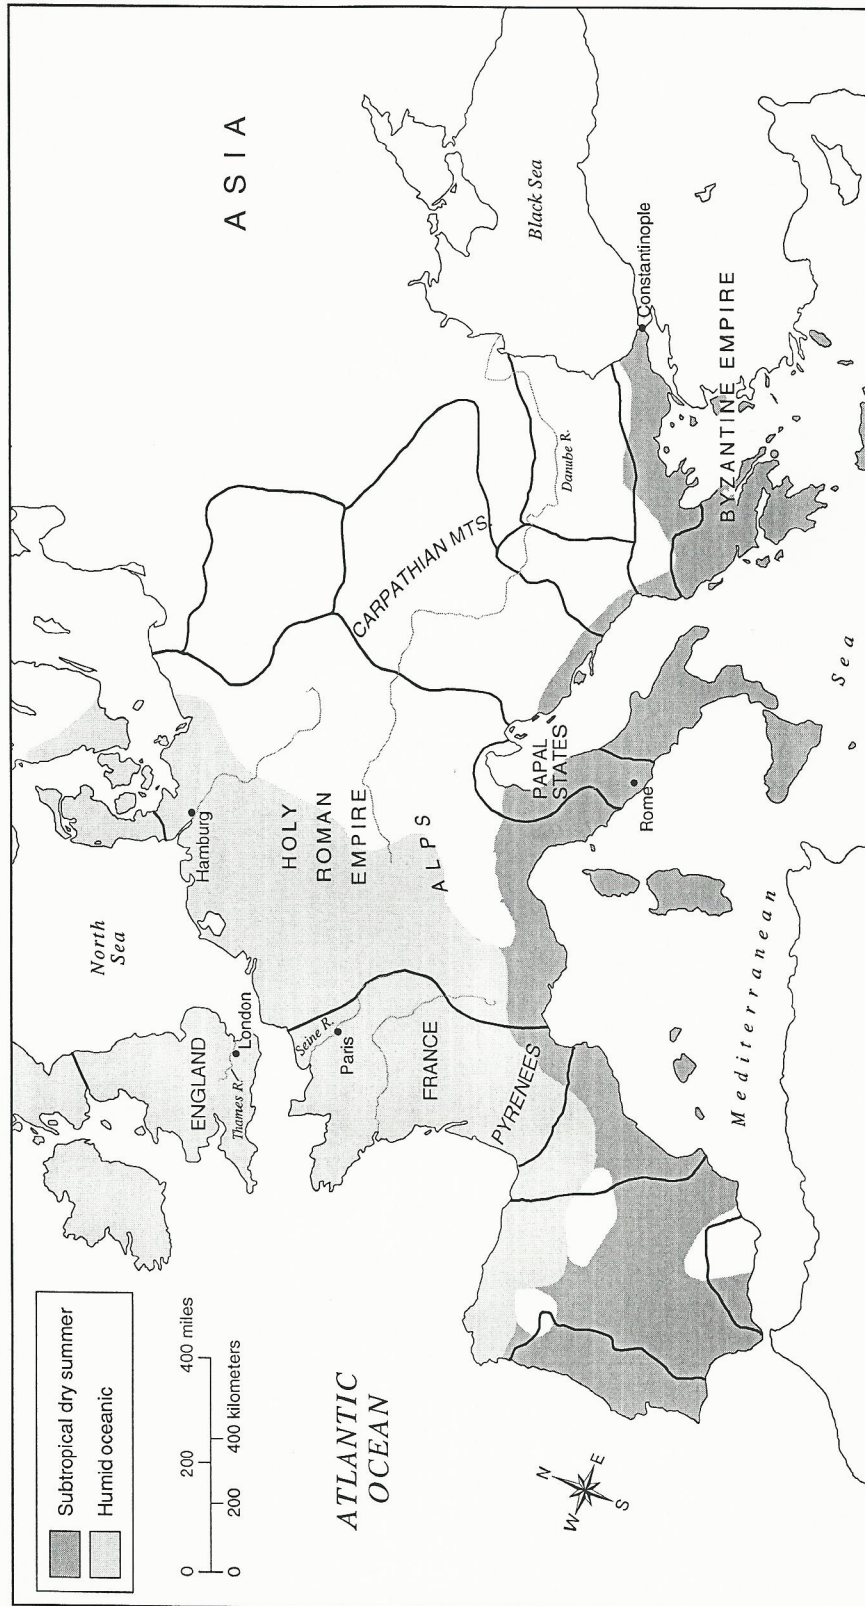 Subtropical dry summer
Humid oceanic
0 200 400 miles
0 200 400 kilometers
ATLANTIC
OCEAN
N
E
S
W
North
Sea
ENGLAND
London
Thames R.
Seine R.
Paris
FRANCE
PYRENEES
Hamburg
HOLY
ROMAN
EMPIRE
ALPS
PAPAL
STATES
Rome
Mediterranean
Sea
CARPATHIAN MTS.
Danube R.
ASIA
Black Sea
Constantinople
BYZANTINE EMPIRE